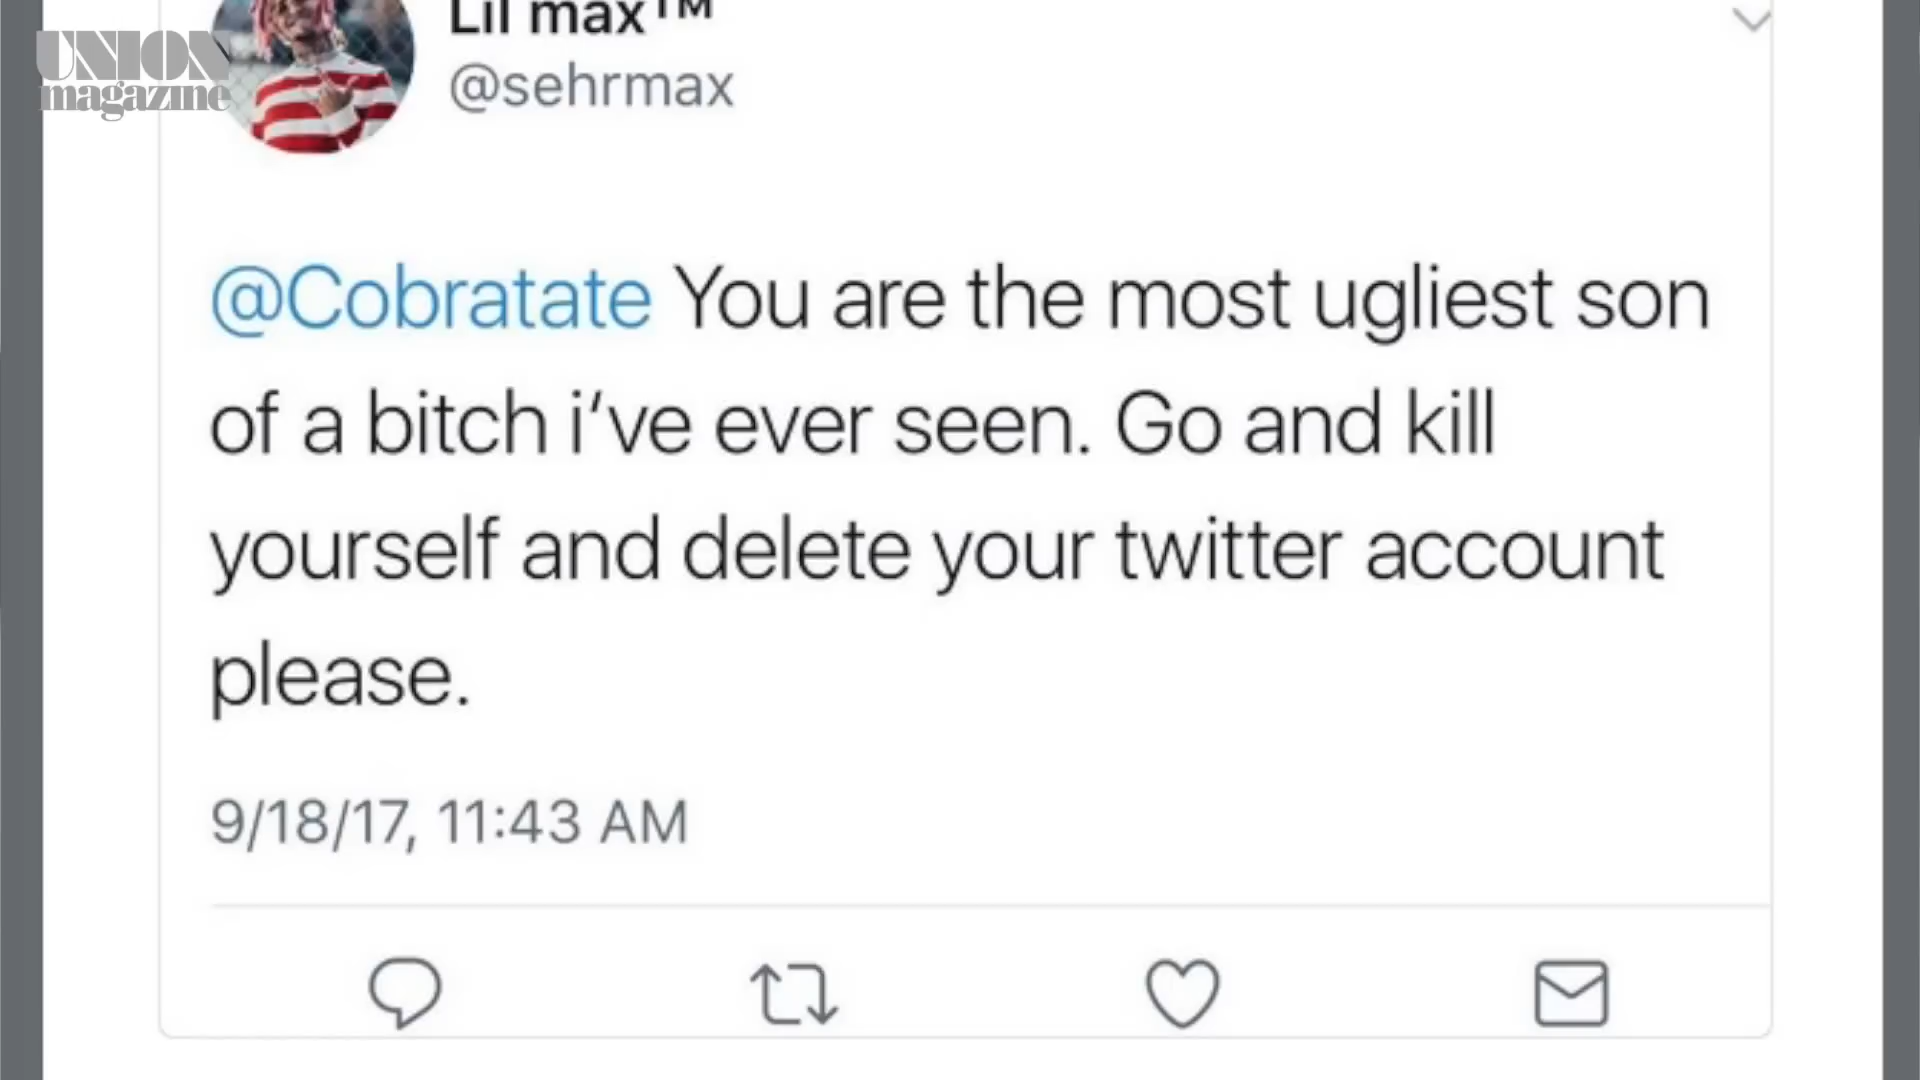 UNION
magazine
Lil max™
@sehrmax
@Cobratate You are the most ugliest son
of a bitch i've ever seen. Go and kill
yourself and delete your twitter account
please.
9/18/17, 11:43 AM